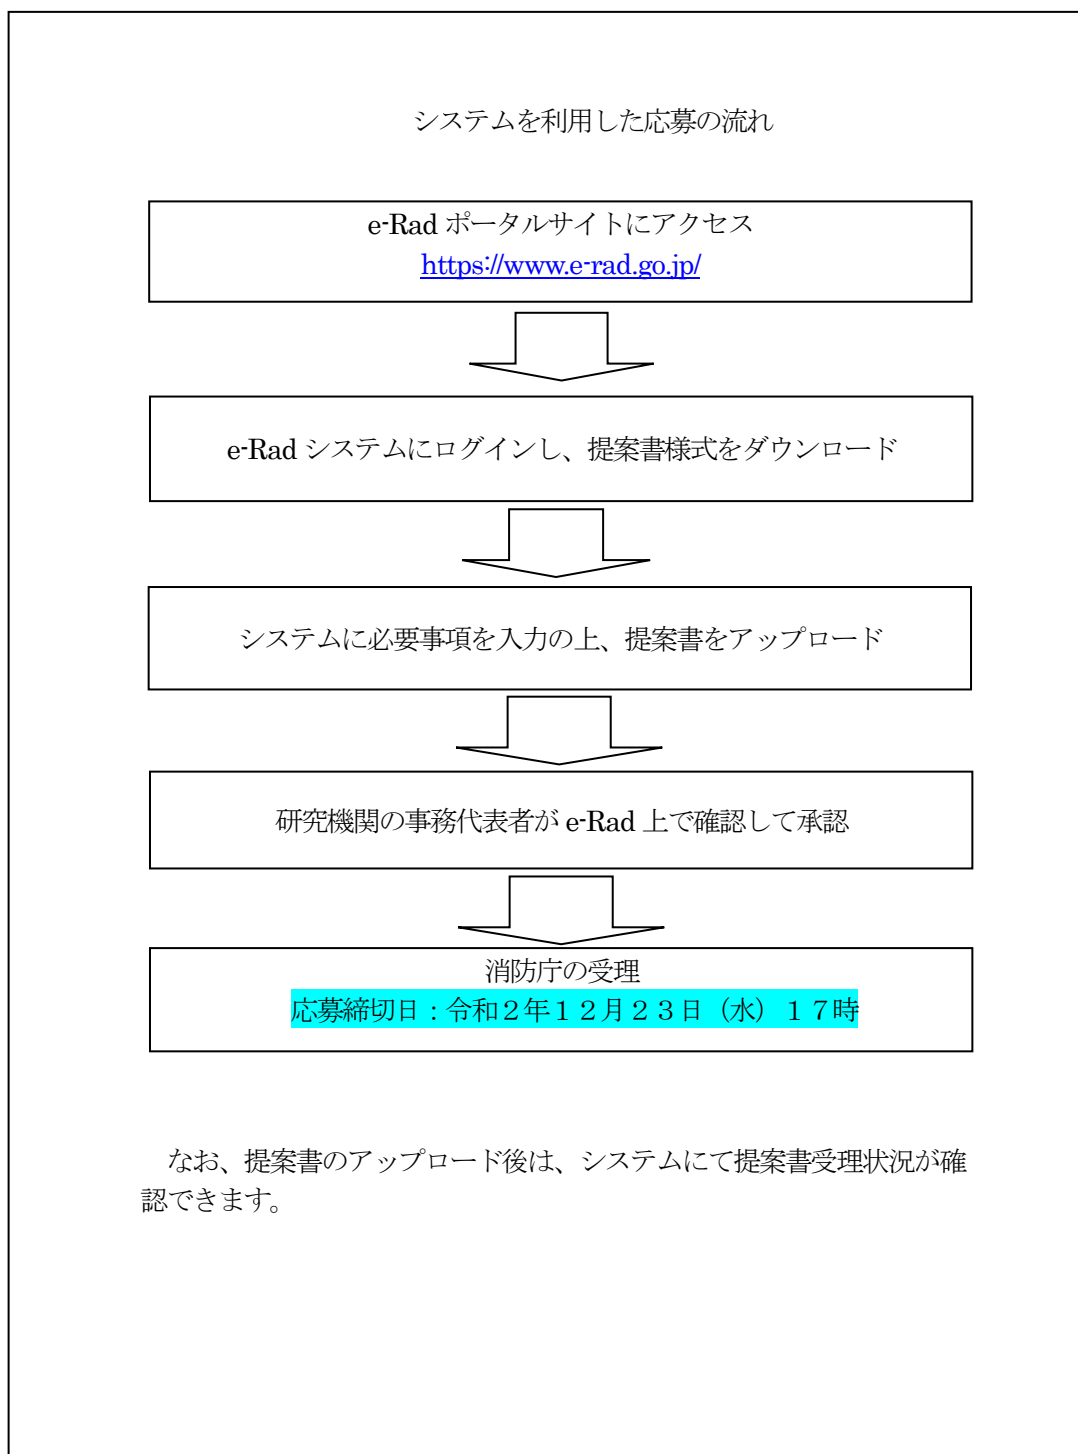 システムを利用した応募の流れ
e-Rad ポータルサイトにアクセス
https://www.e-rad.go.jp/
e-Rad システムにログインし、提案書様式をダウンロード
システムに必要事項を入力の上、提案書をアップロード
研究機関の事務代表者が e-Rad 上で確認して承認
消防庁の受理
応募締切日：令和２年１２月２３日（水）１７時
なお、提案書のアップロード後は、システムにて提案書受理状況が確
認できます。